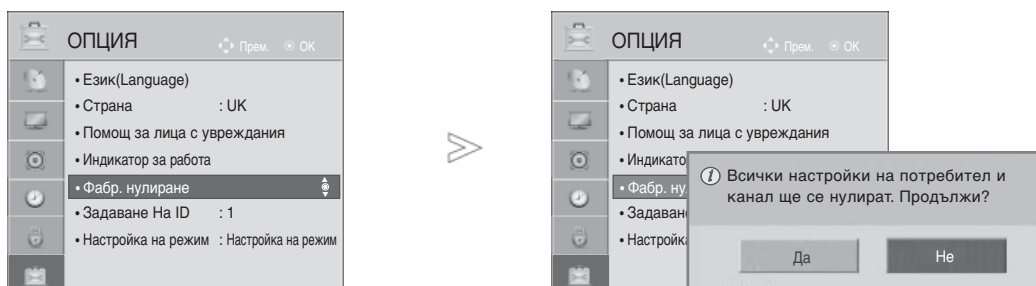 ОПЦИЯ
Прем. OK
• Език(Language)
• Страна : UK
• Помощ за лица с увреждания
• Индикатор за работа
• Фабр. нулиране
• Задаване На ID : 1
• Настройка на режим : Настройка на режим
ОПЦИЯ
Прем. OK
• Език(Language)
• Страна : UK
• Помощ за лица с увреждания
• Индикато
• Фабр. ну
• Задаван
• Настройк
Всички настройки на потребител и
канал ще се нулират. Продължи?
Да Не